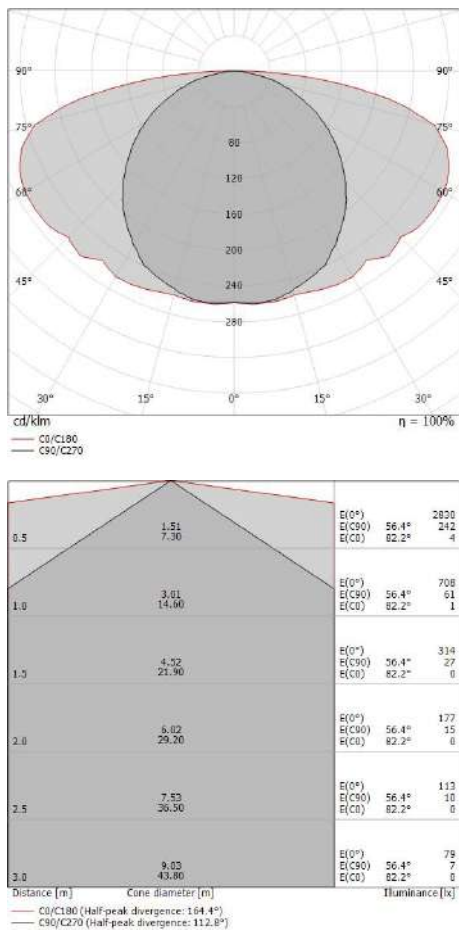 90° 90°
75° 75°
80
120
60° 60°
160
200
45° 45°
240
280
30° 15° 0° 15° 30°
cd/klm η = 100%
C0/C180
C90/C270
0.5 1.51 7.30 E(0°) 2830
E(C90) 56.4° 242
E(C0) 82.2° 4
1.0 3.01 14.60 E(0°) 708
E(C90) 56.4° 61
E(C0) 82.2° 1
1.5 4.52 21.90 E(0°) 314
E(C90) 56.4° 27
E(C0) 82.2° 0
2.0 6.02 29.20 E(0°) 177
E(C90) 56.4° 15
E(C0) 82.2° 0
2.5 7.53 36.50 E(0°) 113
E(C90) 56.4° 10
E(C0) 82.2° 0
3.0 9.03 43.80 E(0°) 79
E(C90) 56.4° 7
E(C0) 82.2° 0
Distance [m] Cone diameter [m] Illuminance [lx]
C0/C180 (Half-peak divergence: 164.4°)
C90/C270 (Half-peak divergence: 112.8°)